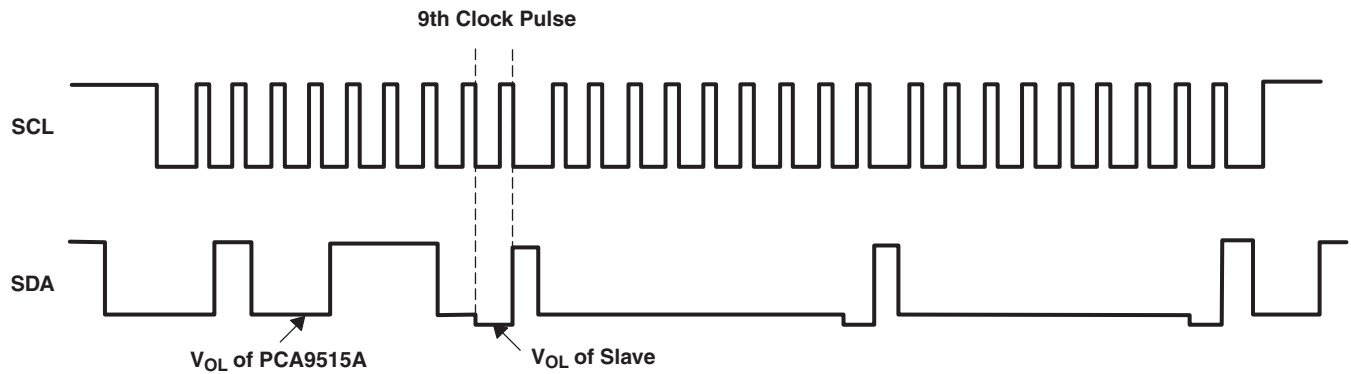 9th Clock Pulse
SCL
SDA
VOL of PCA9515A
VOL of Slave